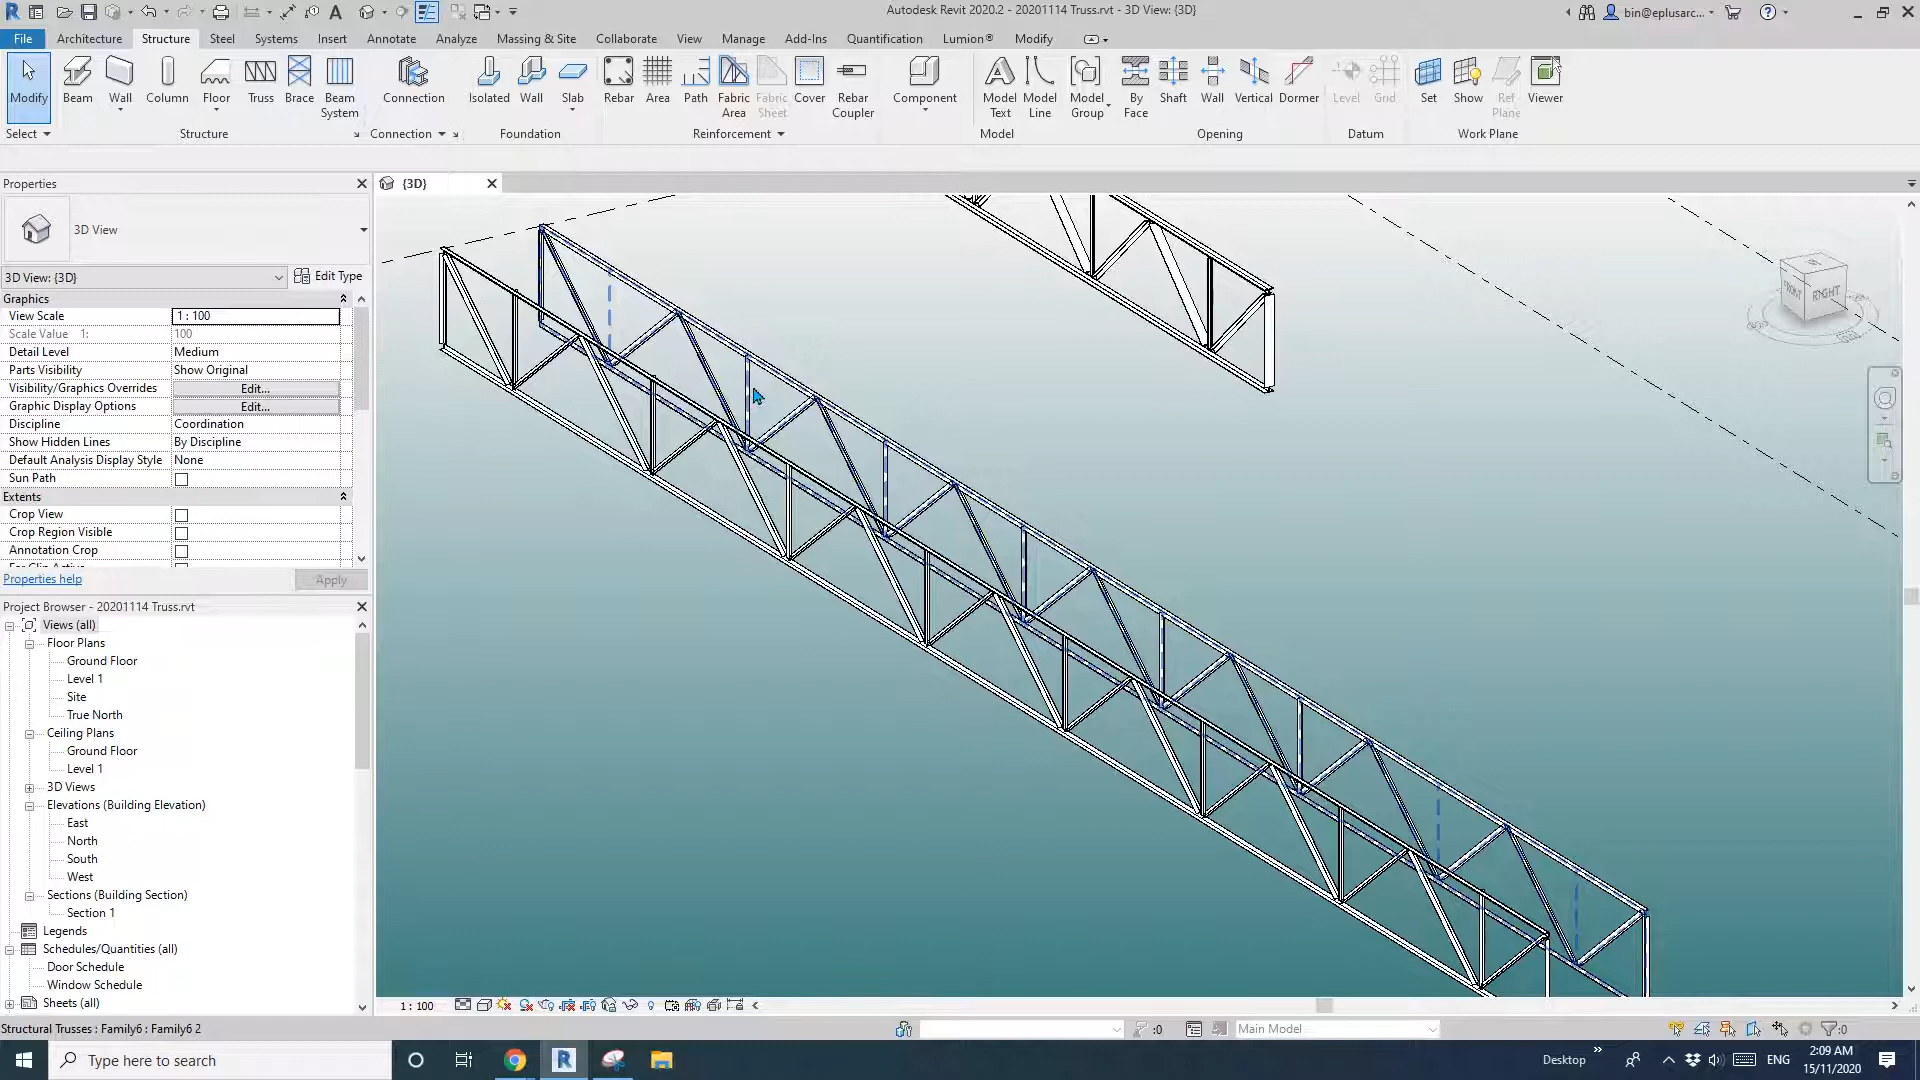 Autodesk Revit 2020.2 - 20201114 Truss.rvt - 3D View: {3D}
bin@eplusarc...
File Architecture Structure Steel Systems Insert Annotate Analyze Massing & Site Collaborate View Manage Add-Ins Quantification Lumion® Modify
Modify Beam Wall Column Floor Truss Brace Beam System Connection Isolated Wall Slab Rebar Area Path Fabric Area Fabric Sheet Cover Rebar Coupler Component Model Text Model Line Model Group By Face Shaft Wall Vertical Dormer Level Grid Set Show Ref Plane Viewer
Select Structure Connection Foundation Reinforcement Model Opening Datum Work Plane
Properties
{3D}
3D View
3D View: {3D} Edit Type
Graphics
View Scale 1 : 100
Scale Value 1: 100
Detail Level Medium
Parts Visibility Show Original
Visibility/Graphics Overrides Edit...
Graphic Display Options Edit...
Discipline Coordination
Show Hidden Lines By Discipline
Default Analysis Display Style None
Sun Path
Extents
Crop View
Crop Region Visible
Annotation Crop
Properties help Apply
Project Browser - 20201114 Truss.rvt
Views (all)
Floor Plans
Ground Floor
Level 1
Site
True North
Ceiling Plans
Ground Floor
Level 1
3D Views
Elevations (Building Elevation)
East
North
South
West
Sections (Building Section)
Section 1
Legends
Schedules/Quantities (all)
Door Schedule
Window Schedule
Sheets (all)
FRONT RIGHT
1 : 100
Structural Trusses : Family6 : Family6 2
:0 Main Model :0
Type here to search
Desktop ENG
2:09 AM
15/11/2020